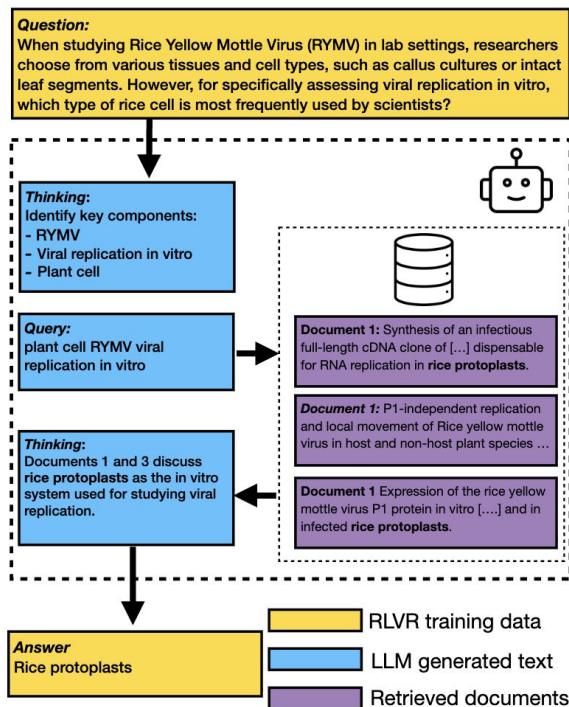 Question:
When studying Rice Yellow Mottle Virus (RYMV) in lab settings, researchers
choose from various tissues and cell types, such as callus cultures or intact
leaf segments. However, for specifically assessing viral replication in vitro,
which type of rice cell is most frequently used by scientists?
Thinking:
Identify key components:
- RYMV
- Viral replication in vitro
- Plant cell
Query:
plant cell RYMV viral
replication in vitro
Document 1: Synthesis of an infectious
full-length cDNA clone of [...] dispensable
for RNA replication in rice protoplasts.
Document 1: P1-independent replication
and local movement of Rice yellow mottle
virus in host and non-host plant species ...
Document 1 Expression of the rice yellow
mottle virus P1 protein in vitro [....] and in
infected rice protoplasts.
Thinking:
Documents 1 and 3 discuss
rice protoplasts as the in vitro
system used for studying viral
replication.
Answer
Rice protoplasts
RLVR training data
LLM generated text
Retrieved documents